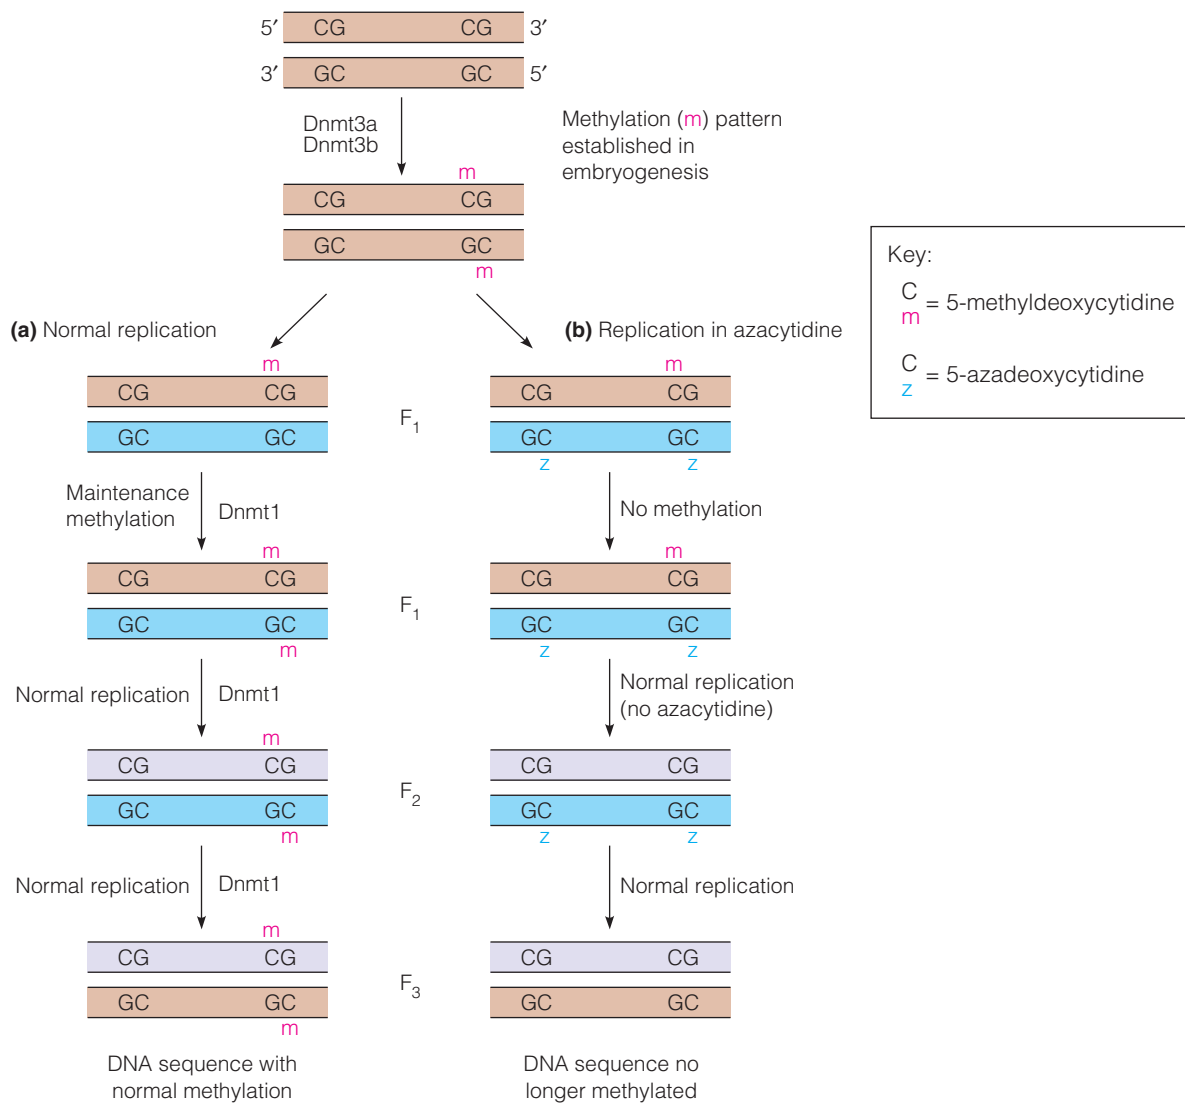 5′ CG CG 3′
3′ GC GC 5′
Dnmt3a
Dnmt3b
Methylation (m) pattern
established in
embryogenesis
m
CG CG
GC GC
m
Key:
C
m = 5-methyldeoxycytidine
C
z = 5-azadeoxycytidine
(a) Normal replication
(b) Replication in azacytidine
m m
CG CG CG CG
F1
GC GC GC GC
z z
Maintenance
methylation
Dnmt1
No methylation
m m
CG CG CG CG
F1
GC GC GC GC
m z z
Normal replication
Dnmt1
Normal replication
(no azacytidine)
m
CG CG CG CG
F2
GC GC GC GC
m z z
Normal replication
Dnmt1
Normal replication
m
CG CG CG CG
F3
GC GC GC GC
m
DNA sequence with
normal methylation
DNA sequence no
longer methylated